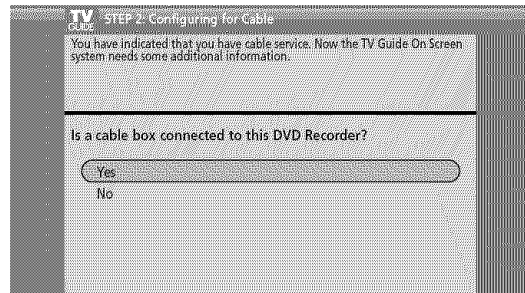 TV
GUIDE
STEP 2: Configuring for Cable
You have indicated that you have cable service. Now the TV Guide On Screen
system needs some additional information.
Is a cable box connected to this DVD Recorder?
Yes
No